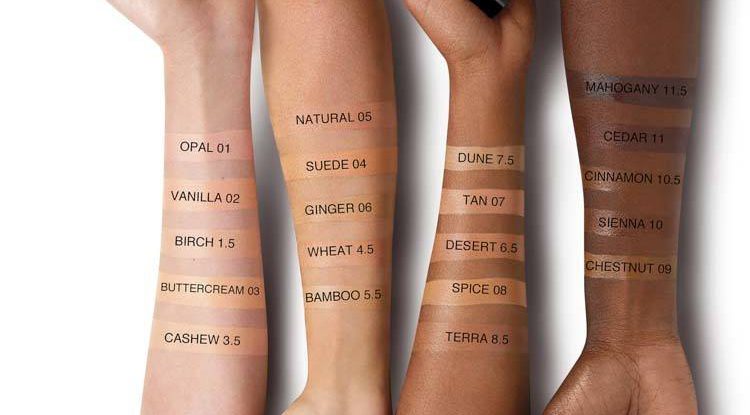 OPAL 01
VANILLA 02
BIRCH 1.5
BUTTERCREAM 03
CASHEW 3.5
NATURAL 05
SUEDE 04
GINGER 06
WHEAT 4.5
BAMBOO 5.5
DUNE 7.5
TAN 07
DESERT 6.5
SPICE 08
TERRA 8.5
MAHOGANY 11.5
CEDAR 11
CINNAMON 10.5
SIENNA 10
CHESTNUT 09